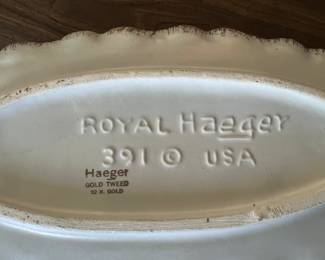 ROYAL Haeger
391 © USA
Haeger
GOLD TWEED
22 K. GOLD